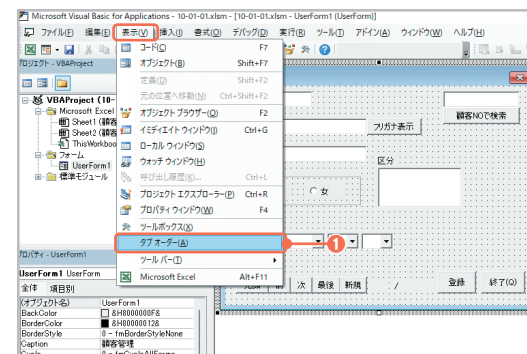 Microsoft Visual Basic for Applications - 10-01-01.xlsm - [10-01-01.xlsm - UserForm1 (UserForm)]
ファイル(F) 編集(E) 表示(V) 挿入(I) 書式(O) デバッグ(D) 実行(R) ツール(T) アドイン(A) ウィンドウ(W) ヘルプ(H)
プロジェクト - VBAProject
VBAProject (10-
Microsoft Excel
Sheet1 (顧客
Sheet2 (顧客
ThisWorkboo
フォーム
UserForm1
標準モジュール
コード(C) F7
オブジェクト(B) Shift+F7
定義(D) Shift+F2
元の位置へ移動(N) Ctrl+Shift+F2
オブジェクト ブラウザー(O) F2
イミディエイト ウィンドウ(I) Ctrl+G
ローカル ウィンドウ(S)
ウォッチ ウィンドウ(H)
呼び出し履歴(K)... Ctrl+L
プロジェクト エクスプローラー(P) Ctrl+R
プロパティ ウィンドウ(W) F4
ツールボックス(X)
タブ オーダー(A)
ツール バー(T)
Microsoft Excel Alt+F11
顧客NOで検索
フリガナ表示
区分
女
1
次 最後 新規 / 登録 終了(Q)
プロパティ - UserForm1
UserForm1 UserForm
全体 項目別
(オブジェクト名) UserForm1
BackColor &H8000000F&
BorderColor &H80000012&
BorderStyle 0 - fmBorderStyleNone
Caption 顧客管理
Cycle 0 - fmCycleAllForms